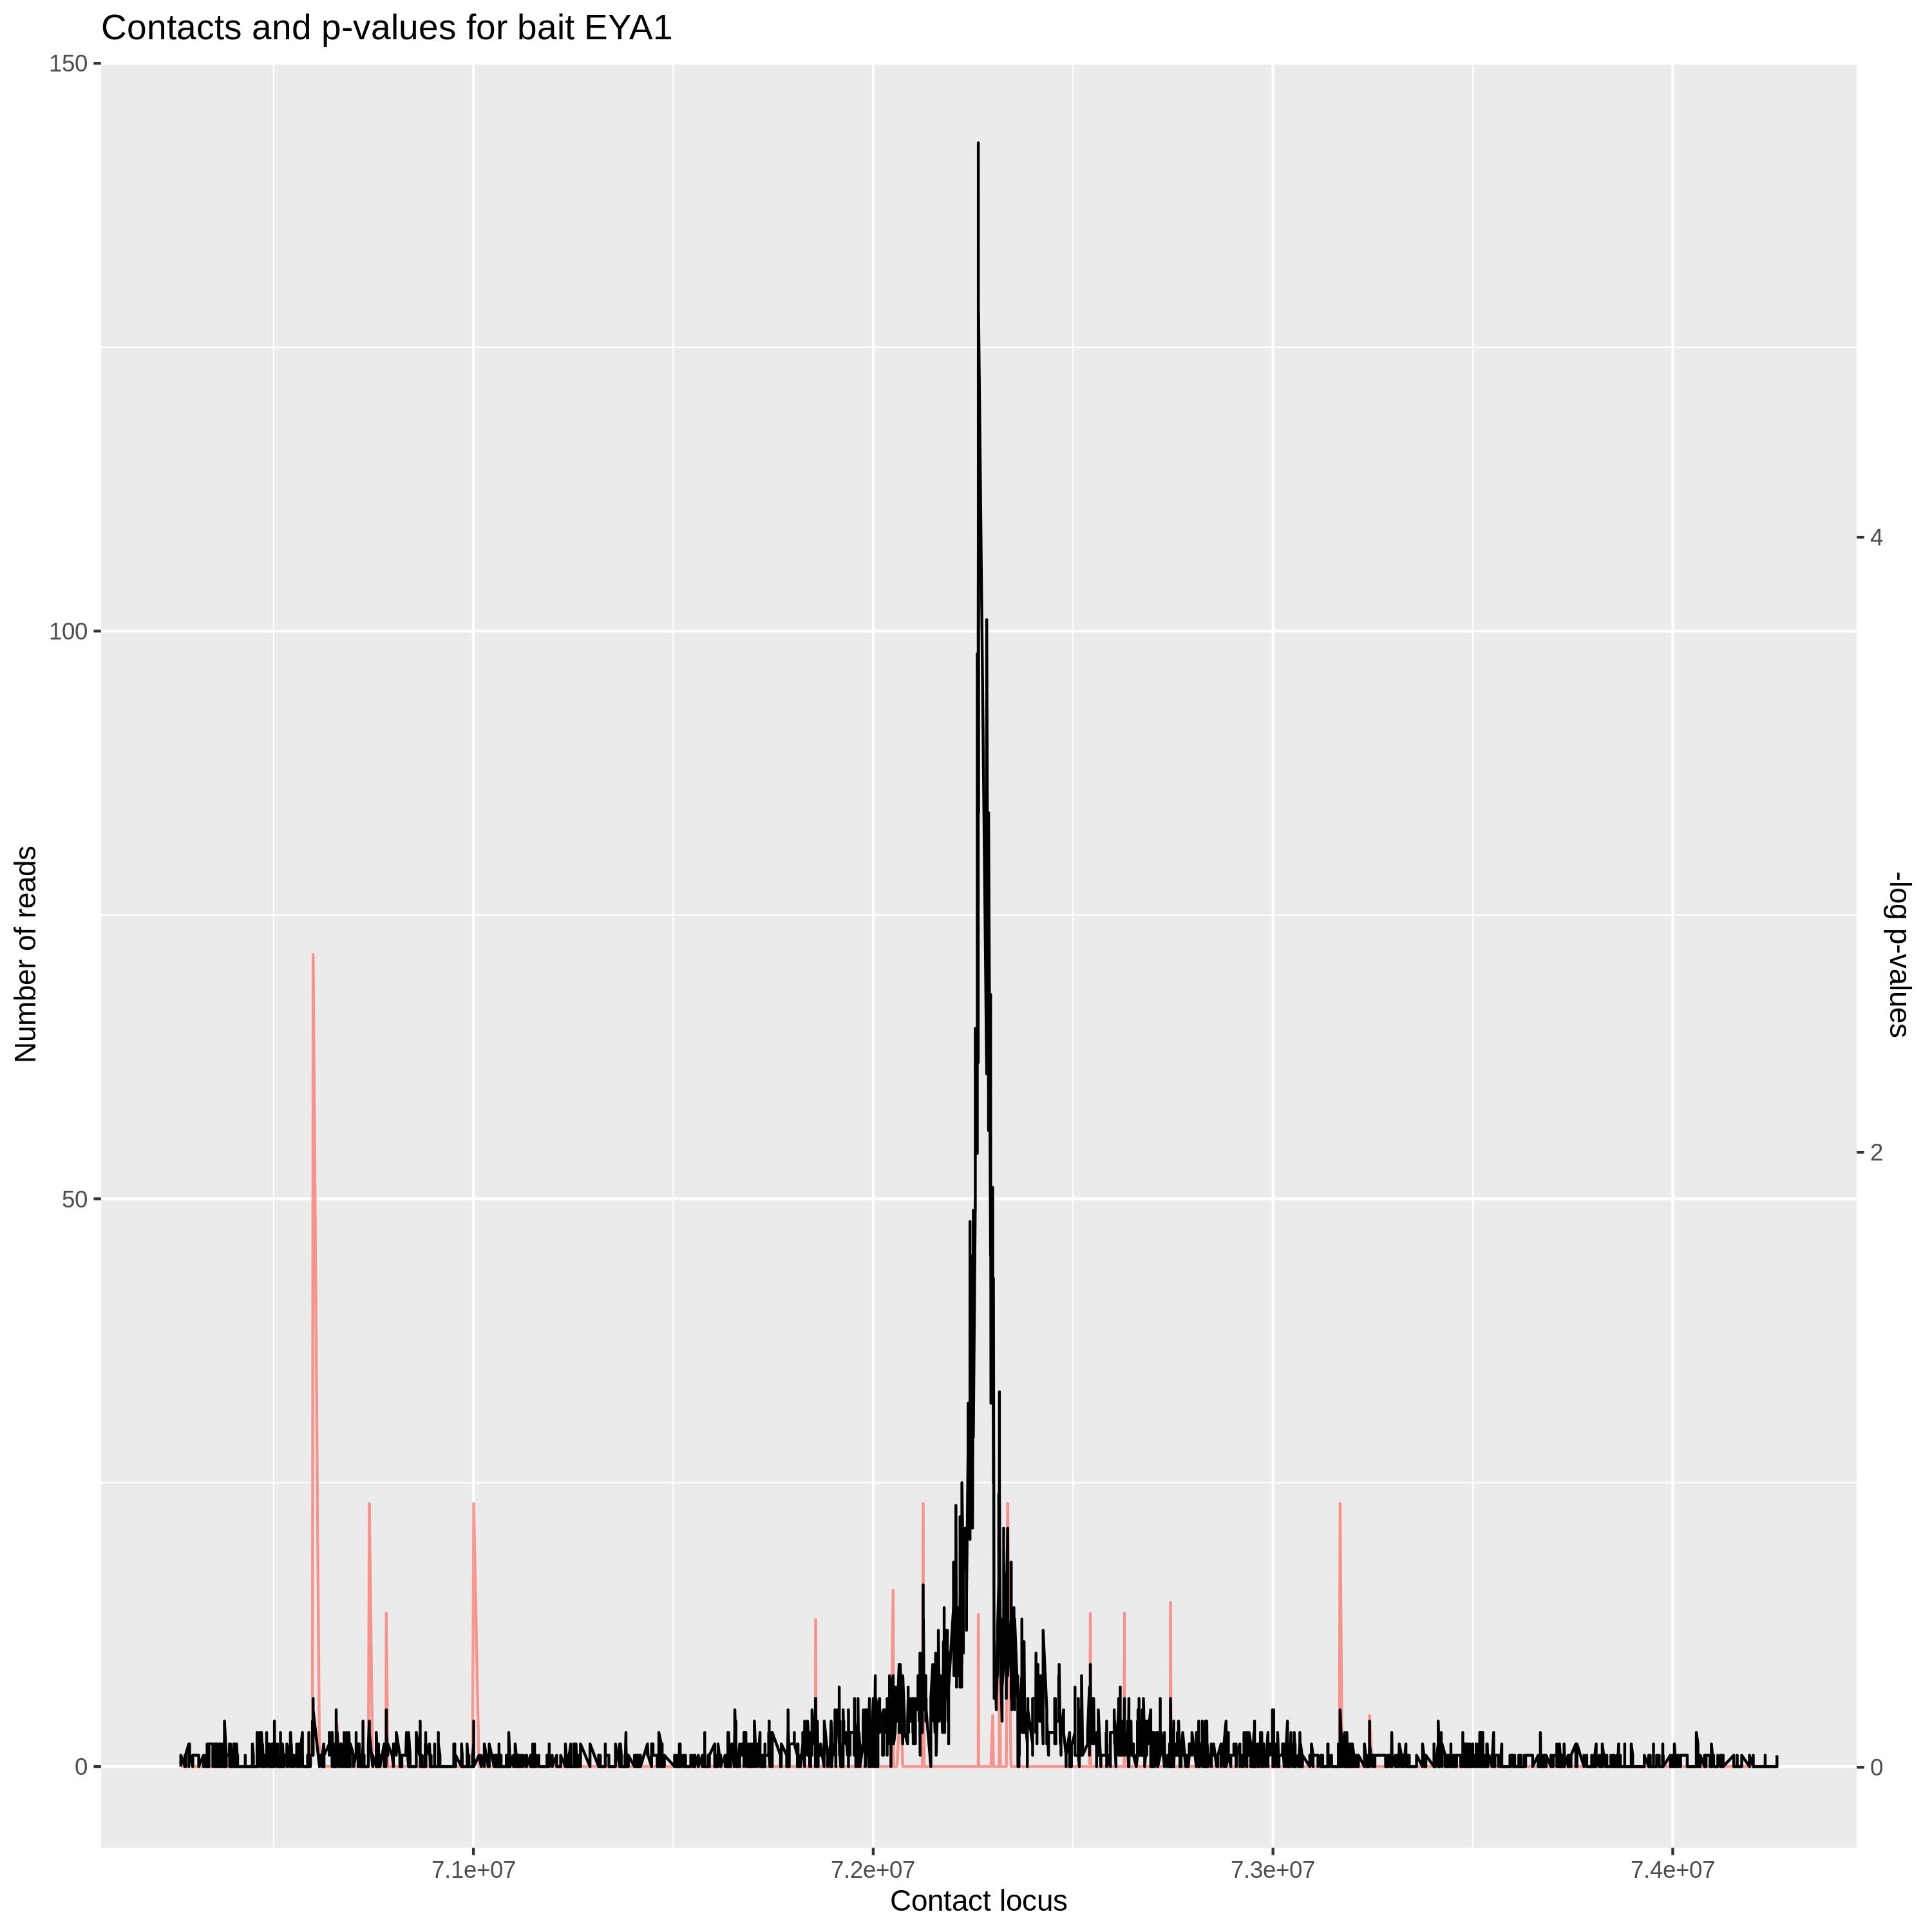 Contacts and p-values for bait EYA1
150
100
50
0
Number of reads
4
2
0
-log p-values
7.1e+07
7.2e+07
7.3e+07
7.4e+07
Contact locus